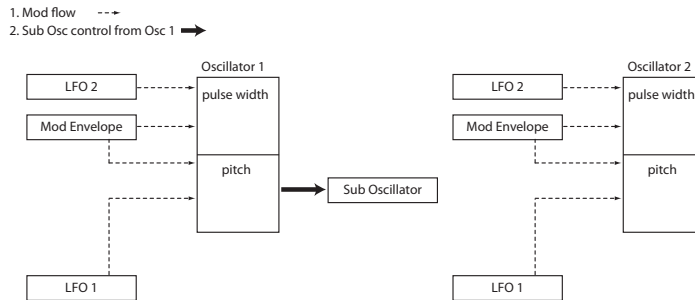 1. Mod flow
2. Sub Osc control from Osc 1
Oscillator 1
LFO 2
pulse width
Mod Envelope
pitch
Sub Oscillator
LFO 1
Oscillator 2
LFO 2
pulse width
Mod Envelope
pitch
LFO 1